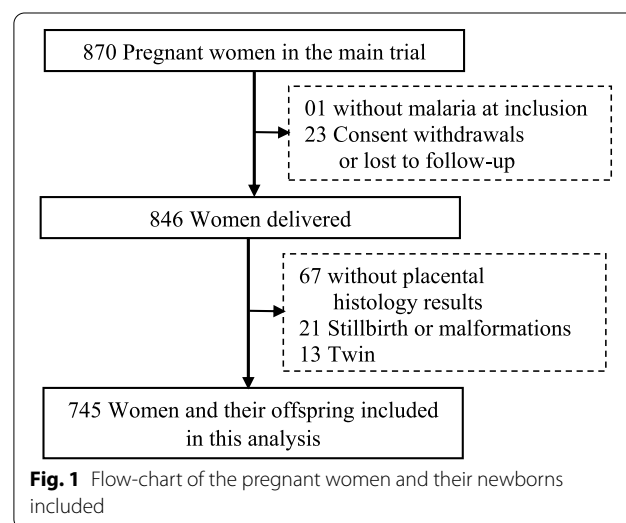 870 Pregnant women in the main trial
01 without malaria at inclusion
23 Consent withdrawals
or lost to follow-up
846 Women delivered
67 without placental
histology results
21 Stillbirth or malformations
13 Twin
745 Women and their offspring included
in this analysis
Fig. 1 Flow-chart of the pregnant women and their newborns
included